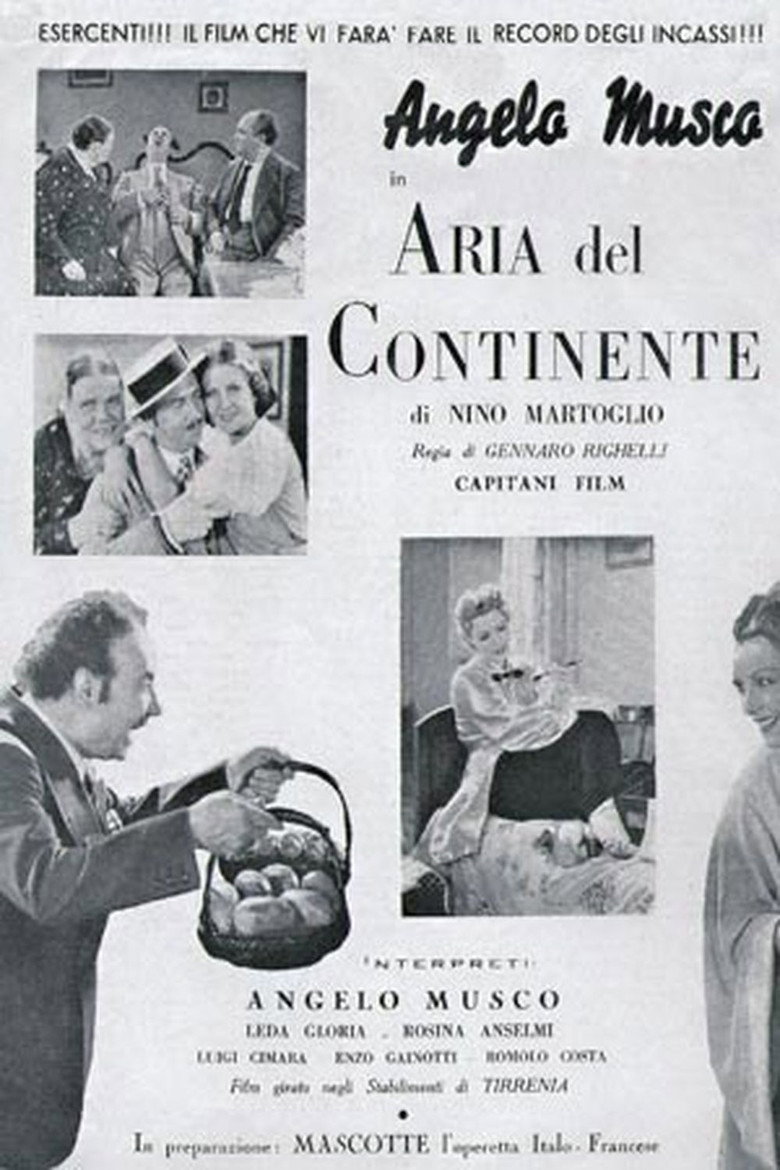 ESERCENTI!!! IL FILM CHE VI FARA' FARE IL RECORD DEGLI INCASSI!!!
Angelo Musco
in
ARIA del
CONTINENTE
di NINO MARTOGLIO
Regia di GENNARO RIGHELLI
CAPITANI FILM
INTERPRETI:
ANGELO MUSCO
LEDA GLORIA - ROSINA ANSELMI
LUIGI CIMARA - ENZO GAINOTTI - ROMOLO COSTA
Film girato negli Stabilimenti di TIRRENIA
In preparazione: MASCOTTE l'operetta Italo-Francese